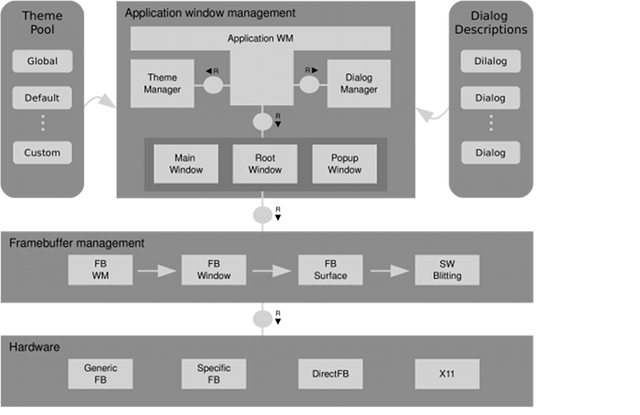 Theme
Pool
Global
Default
Custom
Application window management
Application WM
Theme
Manager
◀R
R▶
Dialog
Manager
R
▼
Main
Window
Root
Window
Popup
Window
Dialog
Descriptions
Dilalog
Dialog
Dialog
R
▼
Framebuffer management
FB
WM
FB
Window
FB
Surface
SW
Blitting
R
▼
Hardware
Generic
FB
Specific
FB
DirectFB
X11